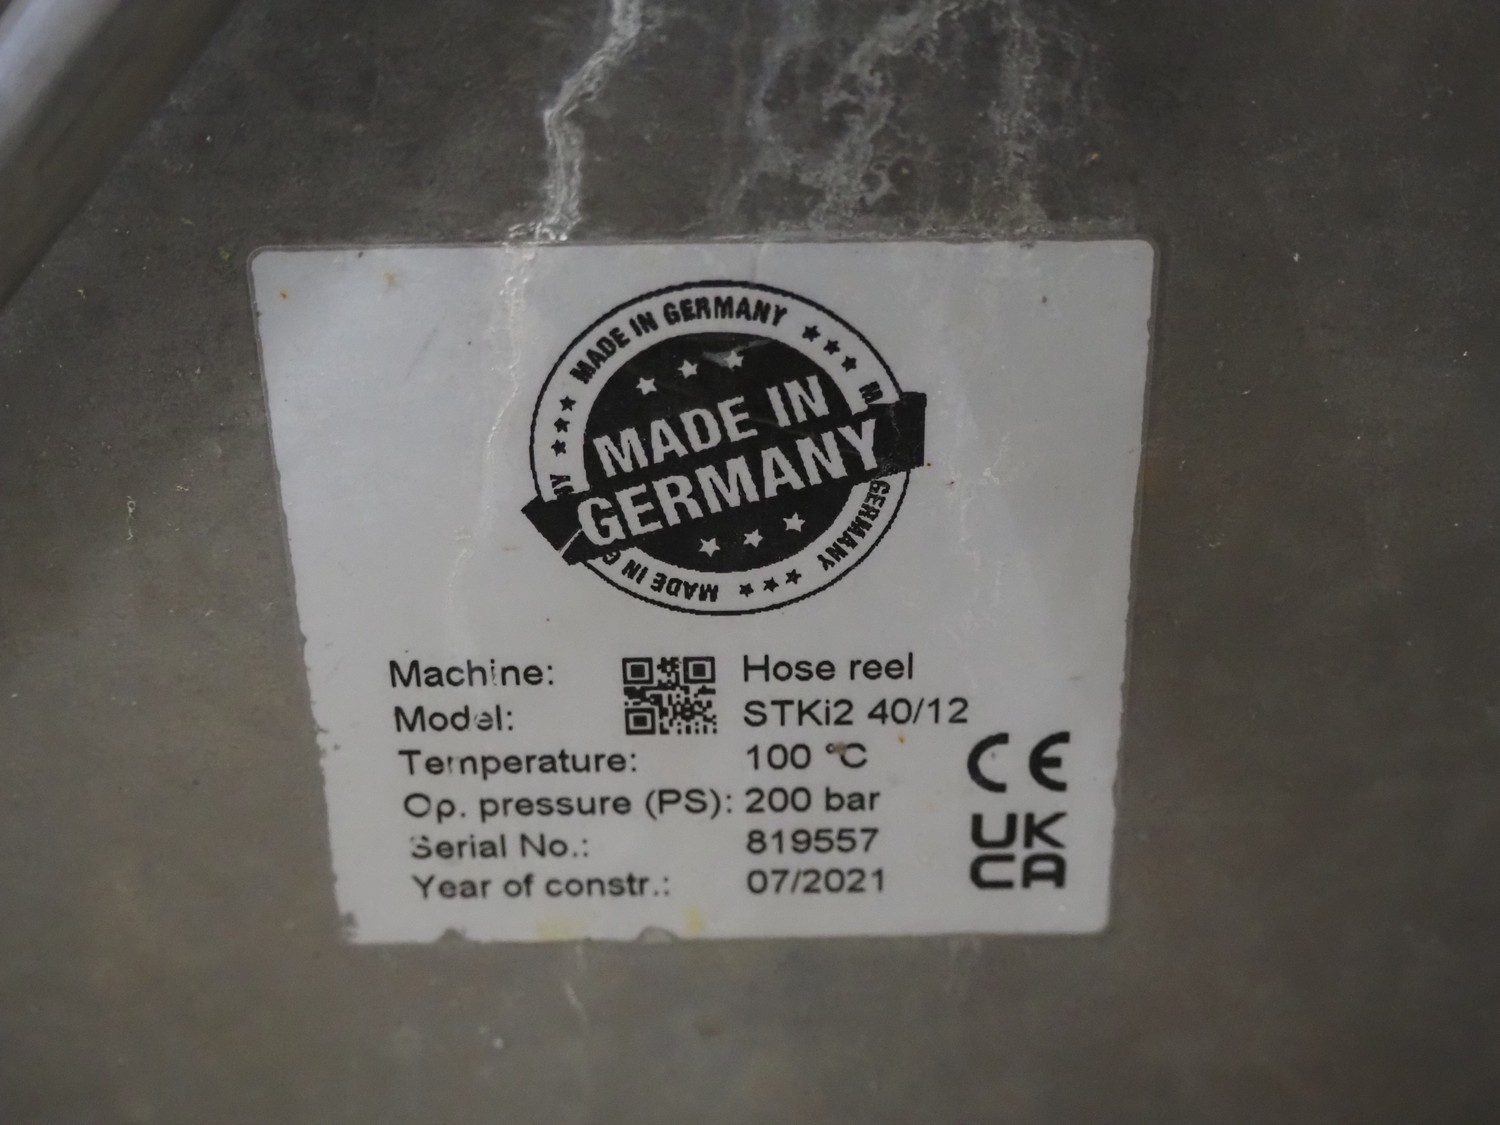 MADE IN GERMANY
MADE IN
GERMANY
GERMANY
MADE IN
Machine: Hose reel
Model: STKi2 40/12
Temperature: 100 °C
Op. pressure (PS): 200 bar
Serial No.: 819557
Year of constr.: 07/2021
CE
UK
CA